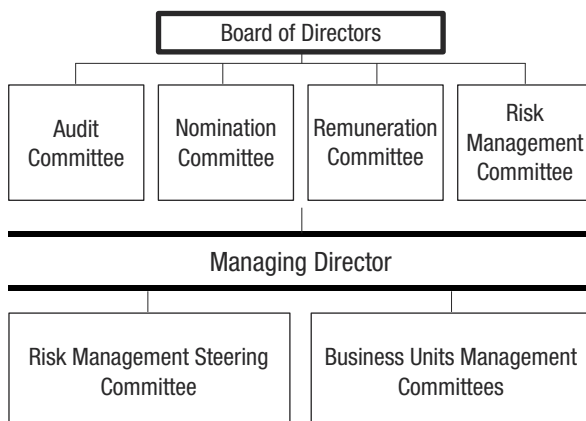 Board of Directors
Audit
Committee
Nomination
Committee
Remuneration
Committee
Risk
Management
Committee
Managing Director
Risk Management Steering
Committee
Business Units Management
Committees